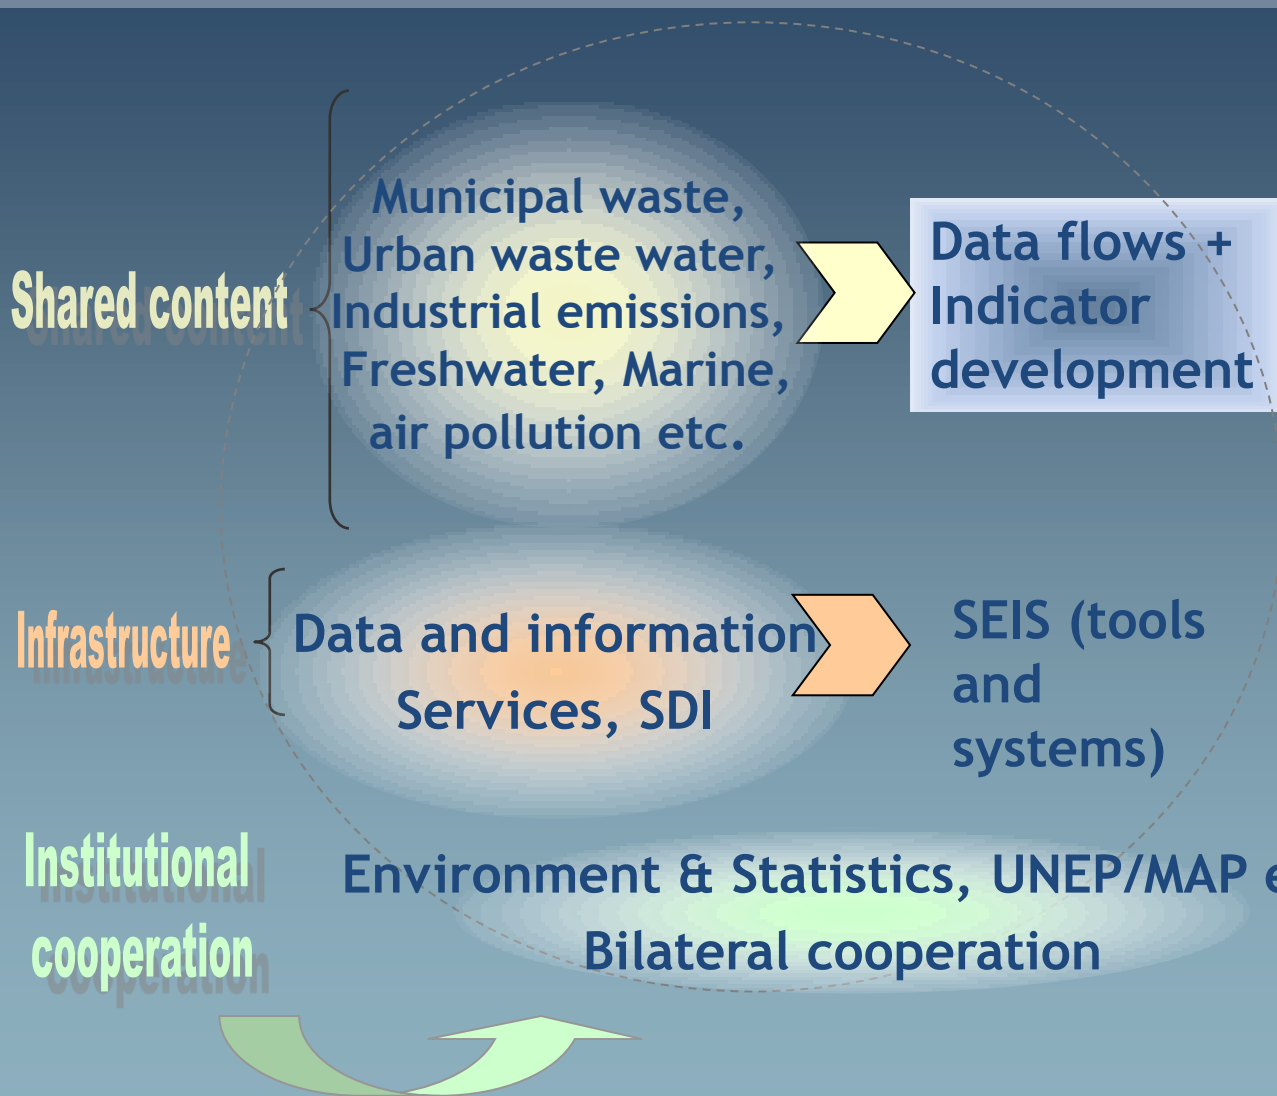 Shared content
Municipal waste,
Urban waste water,
Industrial emissions,
Freshwater, Marine,
air pollution etc.
Data flows +
Indicator
development
Infrastructure
Data and information
Services, SDI
SEIS (tools
and
systems)
Institutional
cooperation
Environment & Statistics, UNEP/MAP
Bilateral cooperation